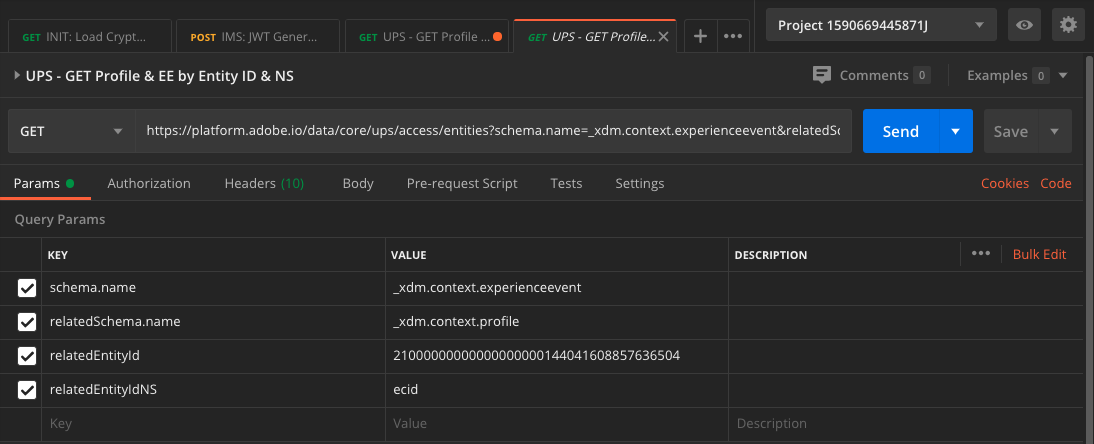 GET INIT: Load Crypt...
POST IMS: JWT Gener...
GET UPS - GET Profile ...
GET UPS - GET Profile...
Project 1590669445871J
UPS - GET Profile & EE by Entity ID & NS
Comments 0
Examples 0
GET
https://platform.adobe.io/data/core/ups/access/entities?schema.name=_xdm.context.experienceevent&relatedSc
Send
Save
Params
Authorization
Headers (10)
Body
Pre-request Script
Tests
Settings
Cookies
Code
Query Params
KEY VALUE DESCRIPTION
Bulk Edit
schema.name _xdm.context.experienceevent
relatedSchema.name _xdm.context.profile
relatedEntityId 21000000000000000000144041608857636504
relatedEntityIdNS ecid
Key Value Description